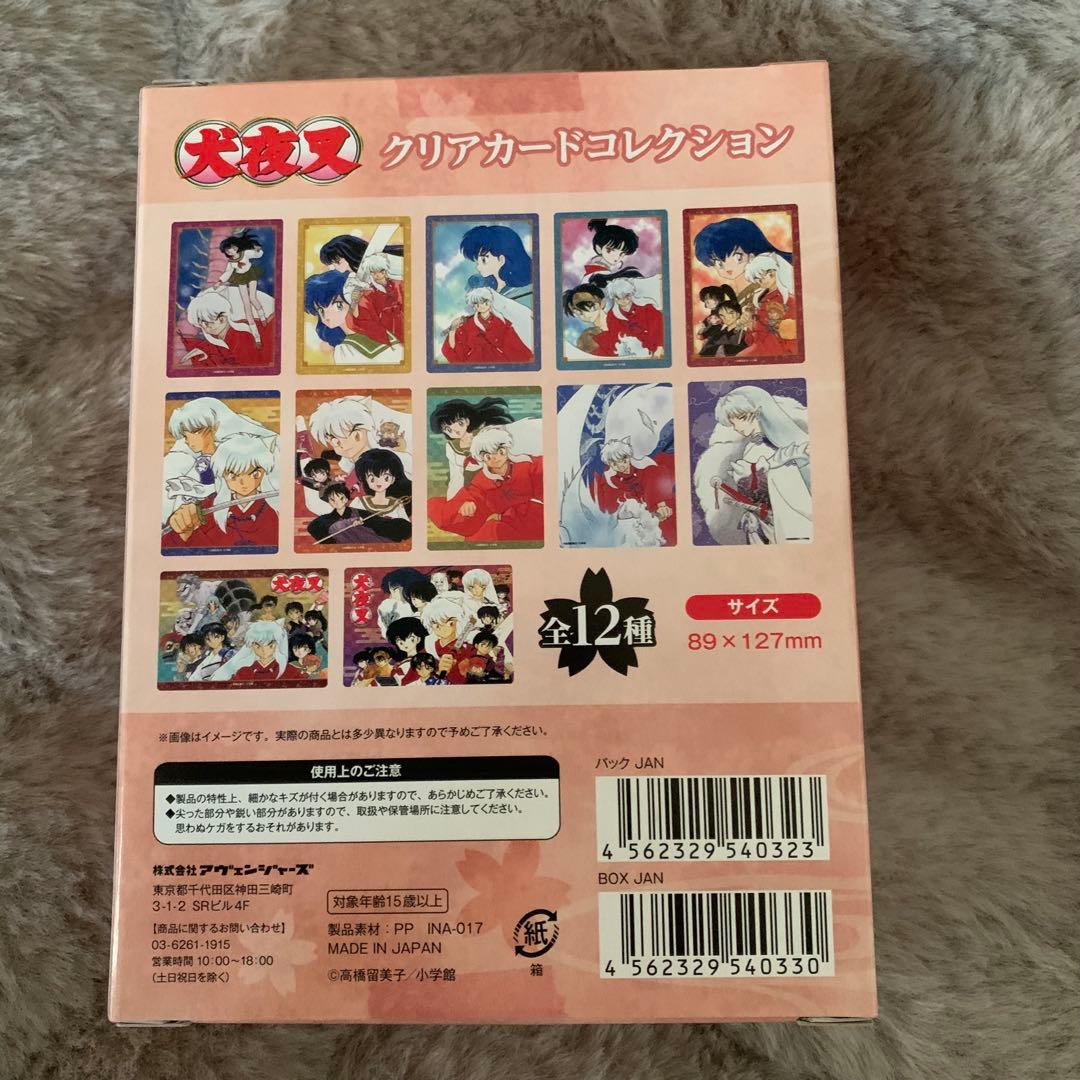 犬夜叉 クリアカードコレクション
犬夜叉
犬夜叉
全12種
サイズ
89×127mm
※画像はイメージです。実際の商品とは多少異なりますので予めご了承ください。
使用上のご注意
◆製品の特性上、細かなキズが付く場合がありますので、あらかじめご了承ください。
◆尖った部分や鋭い部分がありますので、取扱や保管場所に注意してください。
思わぬケガをするおそれがあります。
パック JAN
4 562329 540323
BOX JAN
4 562329 540330
株式会社アヴェンジャーズ
東京都千代田区神田三崎町
3-1-2 SRビル4F
【商品に関するお問い合わせ】
03-6261-1915
営業時間 10:00〜18:00
(土日祝日を除く)
対象年齢15歳以上
製品素材:PP INA-017
MADE IN JAPAN
©高橋留美子/小学館
紙
箱